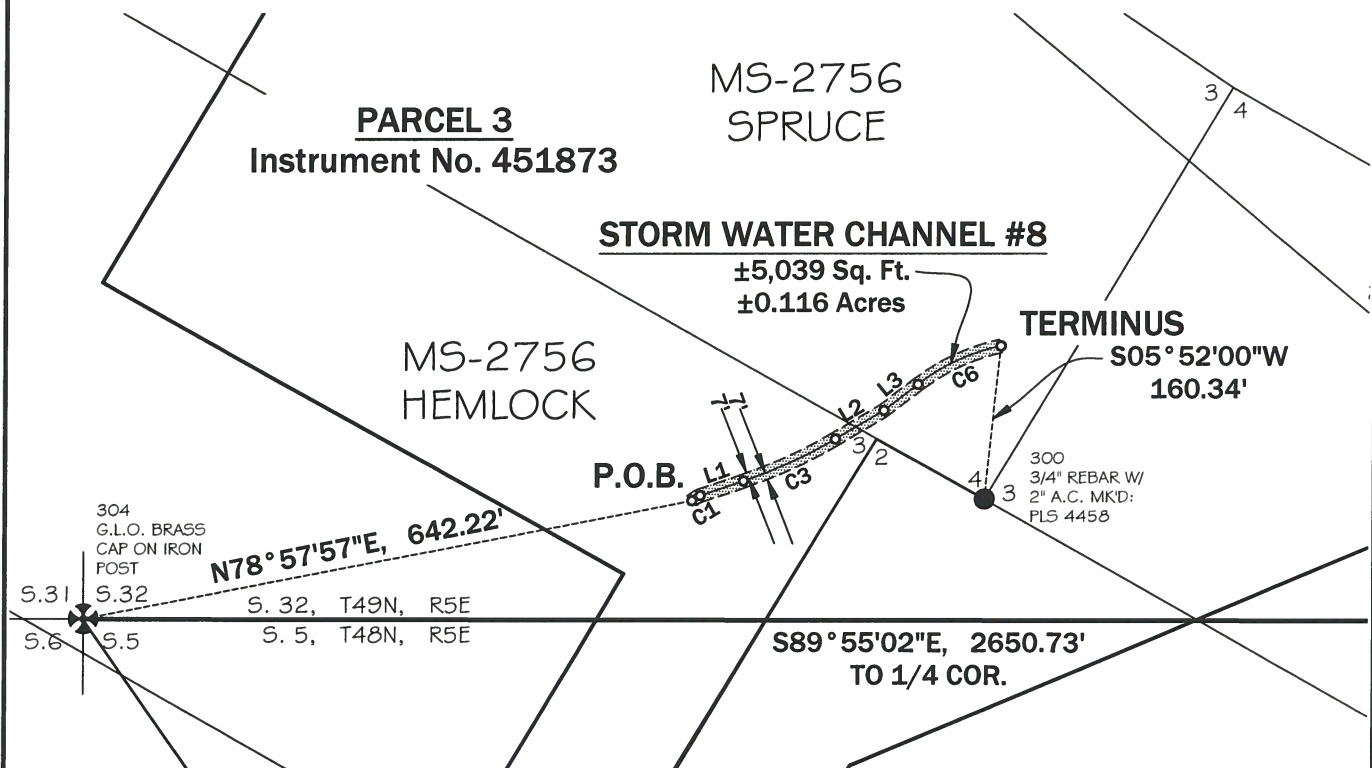 MS-2756
SPRUCE
3
4
PARCEL 3
Instrument No. 451873
STORM WATER CHANNEL #8
±5,039 Sq. Ft.
±0.116 Acres
TERMINUS
S05°52'00"W
160.34'
MS-2756
HEMLOCK
C6
L3
L2
7'
7'
3
2
P.O.B.
L1
C3
C1
4
3
300
3/4" REBAR W/
2" A.C. MK'D:
PLS 4458
304
G.L.O. BRASS
CAP ON IRON
POST
N78°57'57"E, 642.22'
S.31
S.32
S. 32, T49N, R5E
S.6
S.5
S. 5, T48N, R5E
S89°55'02"E, 2650.73'
TO 1/4 COR.